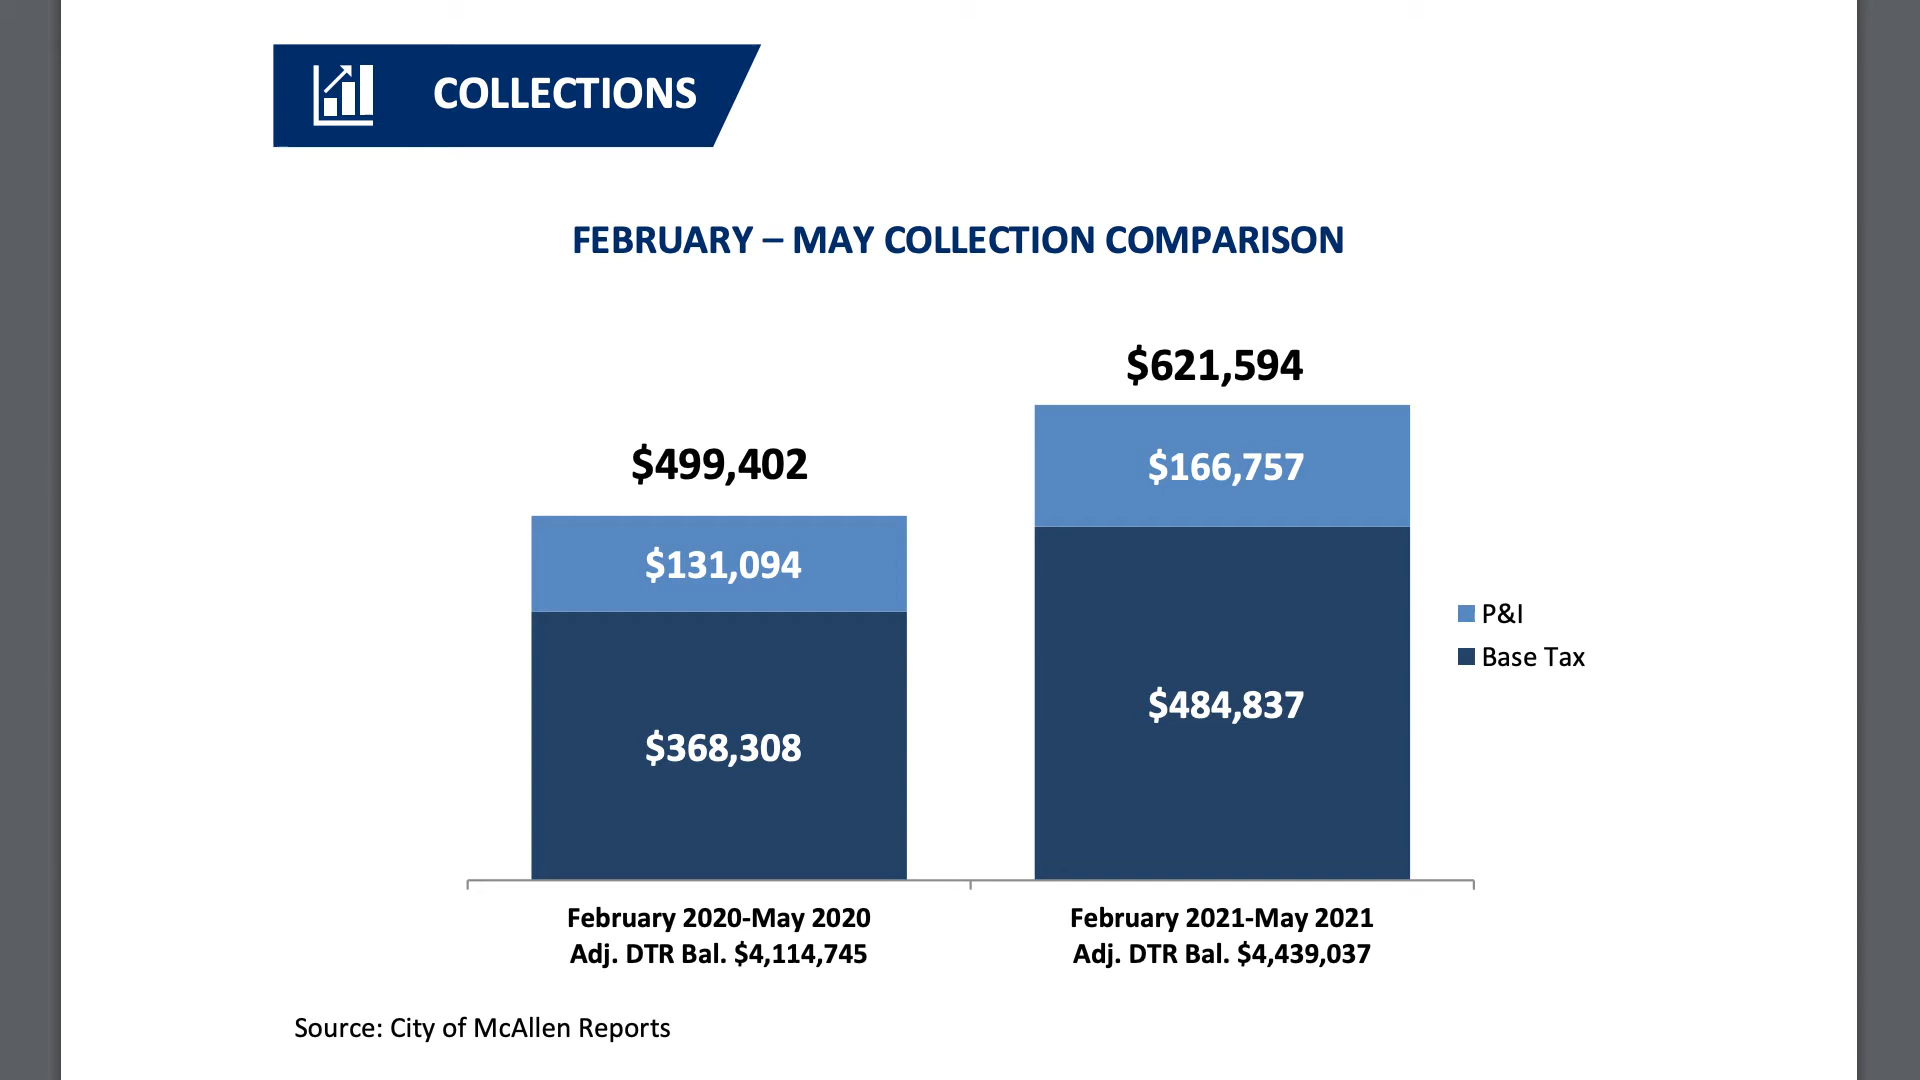 COLLECTIONS
FEBRUARY – MAY COLLECTION COMPARISON
$621,594
$499,402
$166,757
$131,094
P&I
Base Tax
$484,837
$368,308
February 2020-May 2020
Adj. DTR Bal. $4,114,745
February 2021-May 2021
Adj. DTR Bal. $4,439,037
Source: City of McAllen Reports